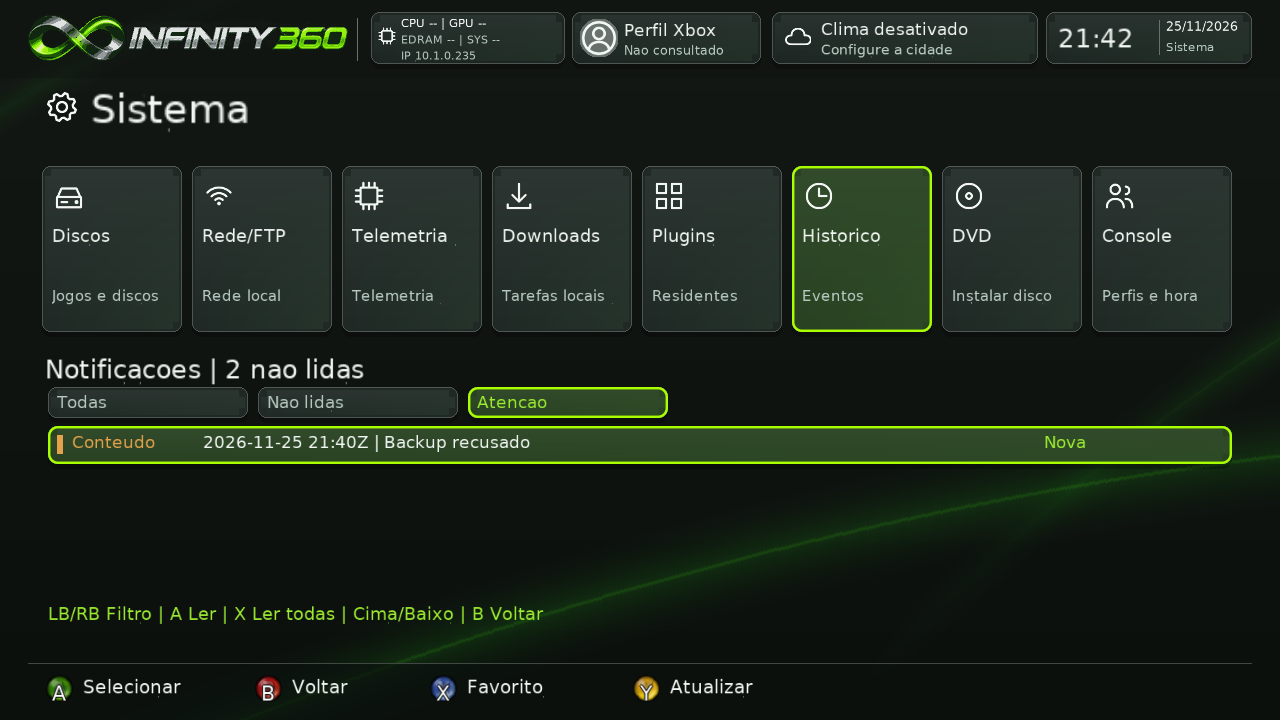 INFINITY 360
CPU -- | GPU --
EDRAM -- | SYS --
IP 10.1.0.235
Perfil Xbox
Nao consultado
Clima desativado
Configure a cidade
21:42
25/11/2026
Sistema
Sistema
Discos
Rede/FTP
Telemetria
Downloads
Plugins
Historico
DVD
Console
Jogos e discos
Rede local
Telemetria
Tarefas locais
Residentes
Eventos
Instalar disco
Perfis e hora
Notificacoes | 2 nao lidas
Todas
Nao lidas
Atencao
Conteudo 2026-11-25 21:40Z | Backup recusado Nova
LB/RB Filtro | A Ler | X Ler todas | Cima/Baixo | B Voltar
A Selecionar
B Voltar
X Favorito
Y Atualizar